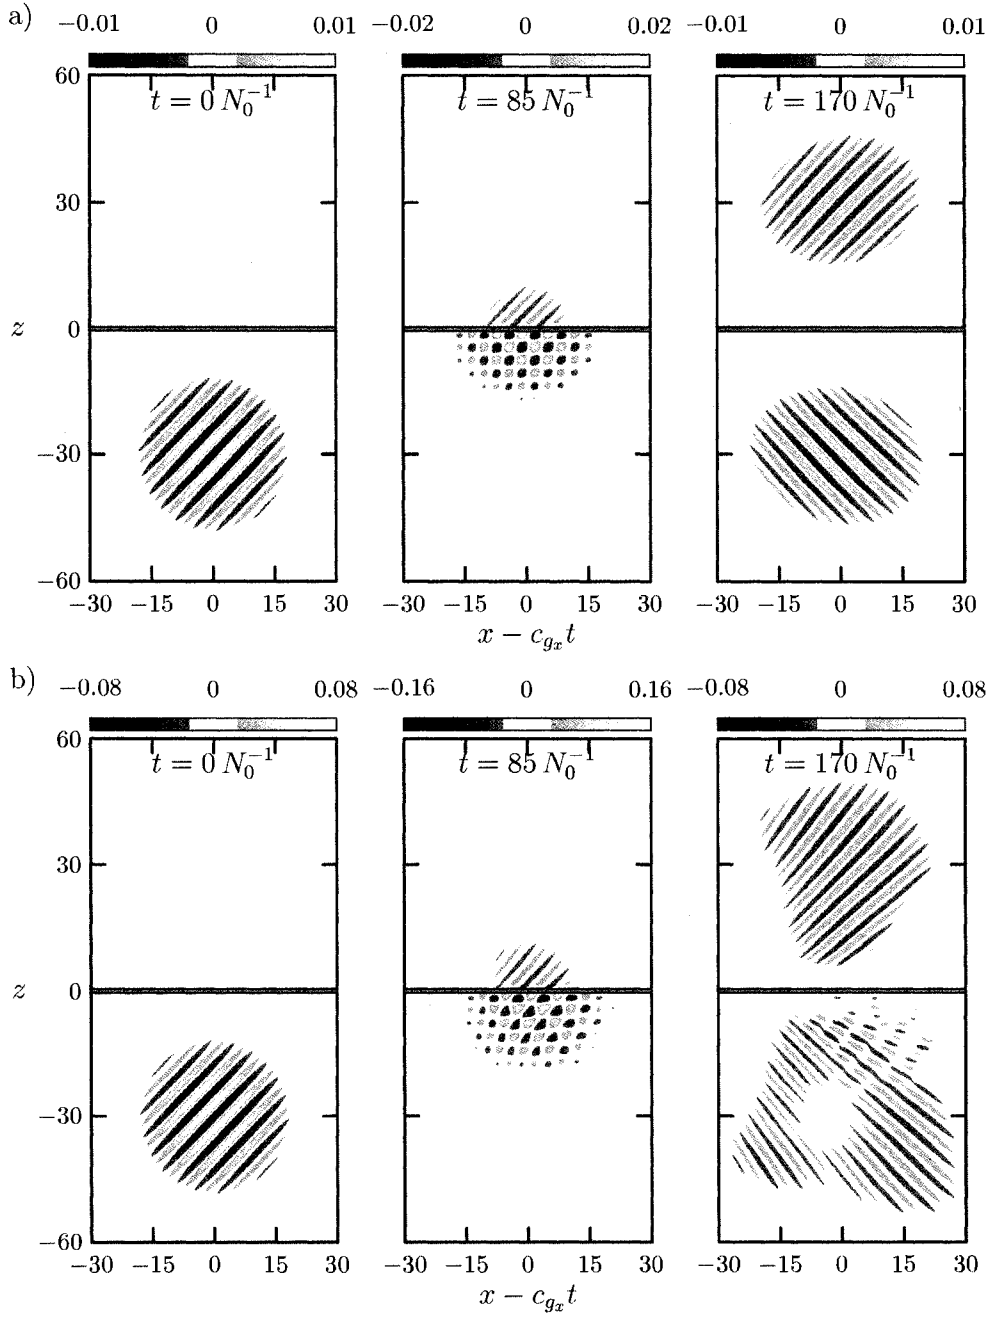 a) −0.01 0 0.01 −0.02 0 0.02 −0.01 0 0.01
60 t = 0 N₀⁻¹ t = 85 N₀⁻¹ t = 170 N₀⁻¹
30
z 0
−30
−60
−30 −15 0 15 30 −30 −15 0 15 30 −30 −15 0 15 30
x − c_{g_x} t
b) −0.08 0 0.08 −0.16 0 0.16 −0.08 0 0.08
60 t = 0 N₀⁻¹ t = 85 N₀⁻¹ t = 170 N₀⁻¹
30
z 0
−30
−60
−30 −15 0 15 30 −30 −15 0 15 30 −30 −15 0 15 30
x − c_{g_x} t